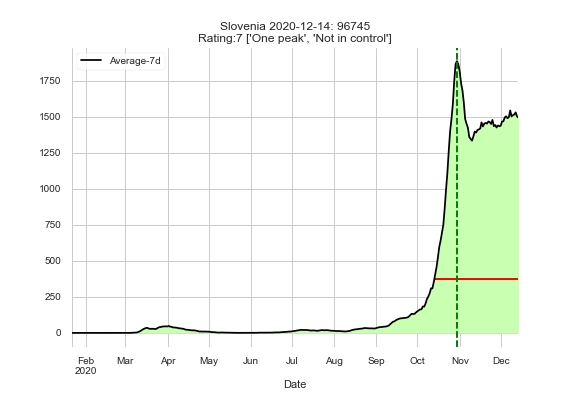 Slovenia 2020-12-14: 96745
Rating:7 ['One peak', 'Not in control']
Average-7d
1750
1500
1250
1000
750
500
250
0
Feb Mar Apr May Jun Jul Aug Sep Oct Nov Dec
2020
Date